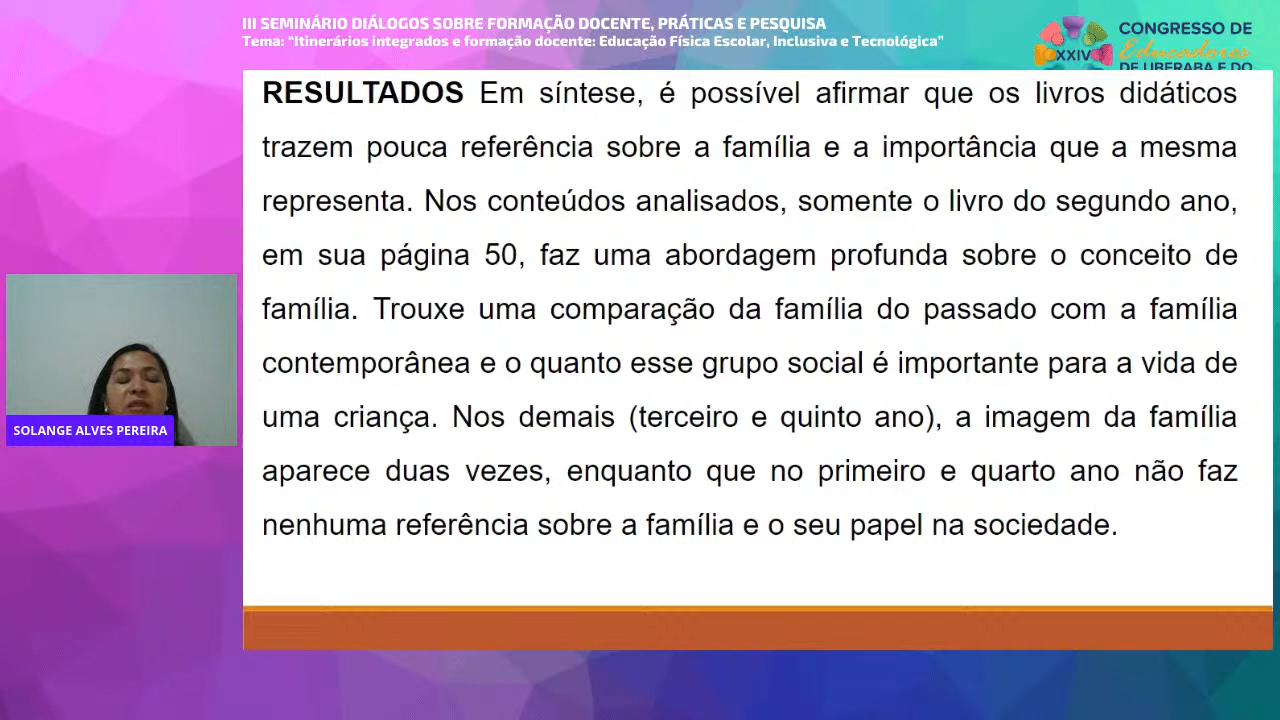 III SEMINÁRIO DIÁLOGOS SOBRE FORMAÇÃO DOCENTE, PRÁTICAS E PESQUISA
Tema: “Itinerários integrados e formação docente: Educação Física Escolar, Inclusiva e Tecnológica”
XXIV
CONGRESSO DE
Educadores
DE UBERABA E DO
RESULTADOS Em síntese, é possível afirmar que os livros didáticos
trazem pouca referência sobre a família e a importância que a mesma
representa. Nos conteúdos analisados, somente o livro do segundo ano,
em sua página 50, faz uma abordagem profunda sobre o conceito de
família. Trouxe uma comparação da família do passado com a família
contemporânea e o quanto esse grupo social é importante para a vida de
uma criança. Nos demais (terceiro e quinto ano), a imagem da família
aparece duas vezes, enquanto que no primeiro e quarto ano não faz
nenhuma referência sobre a família e o seu papel na sociedade.
SOLANGE ALVES PEREIRA